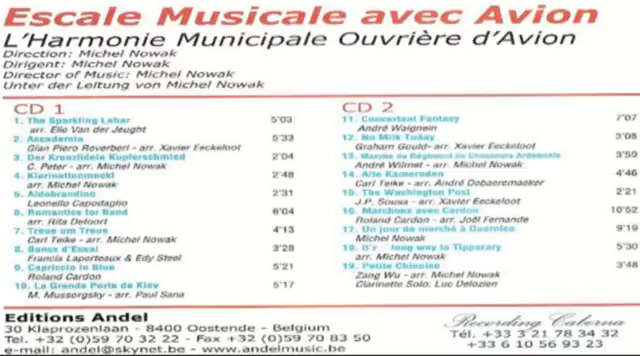 Escale Musicale avec Avion
L'Harmonie Municipale Ouvrière d'Avion
Direction: Michel Nowak
Dirigent: Michel Nowak
Director of Music: Michel Nowak
Unter der Leitung von Michel Nowak
CD 1
1. The Sparkling Lehar 5'03
arr. Elie Van der Jeught
2. Accademia 5'33
Gian Piero Reverberi - arr. Xavier Eeckeloot
3. Der Kreuzfidele Kupferschmied 2'04
C. Peter - arr. Michel Nowak
4. Klarinettenmuckl 2'48
arr. Michel Nowak
5. Aldobrandino 2'31
Leonello Capodaglio
6. Romantics for Band 6'04
arr. Rita Defoort
7. Treue um Treue 4'13
Carl Teike - arr. Michel Nowak
8. Bancs d'Essai 3'28
Francis Laporteaux & Edy Steel
9. Capriccio in Blue 5'21
Roland Cardon
10. La Grande Porte de Kiev 5'17
M. Mussorgsky - arr. Paul Sana
CD 2
11. Concertant Fantasy 7'07
André Waignein
12. No Milk Today 3'08
Graham Gould- arr. Xavier Eeckeloot
13. Marche du Régiment de Chasseurs Ardennais 3'59
André Wilmet - arr. Michel Nowak
14. Alte Kameraden 4'46
Carl Teike - arr. André Debaeremaeker
15. The Washington Post 2'21
J.P. Sousa - arr. Xavier Eeckeloot
16. Marchons avec Cardon 10'52
Roland Cardon - arr. Joël Fernande
17. Un jour de marché à Guernica 9'19
Michel Nowak
18. It's long way to Tipperary 5'30
arr. Michel Nowak
19. Petite Chinoise 3'48
Zang Wu - arr. Michel Nowak
Clarinette Solo: Luc Delozien
Editions Andel
30 Klaprozenlaan - 8400 Oostende - Belgium
Tel. +32 (0)59 70 32 22 - Fax +32 (0)59 70 83 50
e-mail: andel@skynet.be - www.andelmusic.be
Recording Caberna
Tél. +33 3 21 78 34 32
+33 6 10 56 93 23